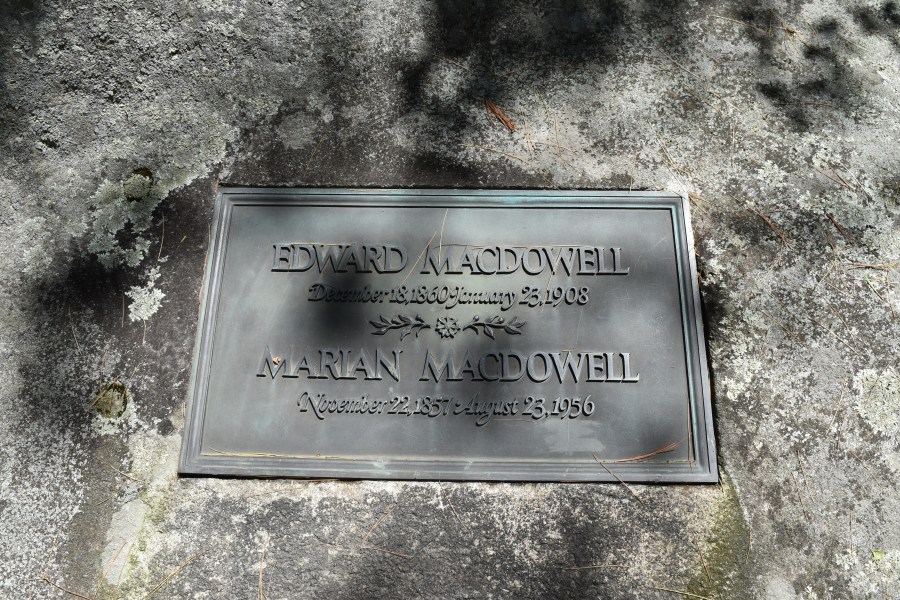 EDWARD MACDOWELL
December 18, 1860 January 23, 1908
MARIAN MACDOWELL
November 22, 1857 August 23, 1956